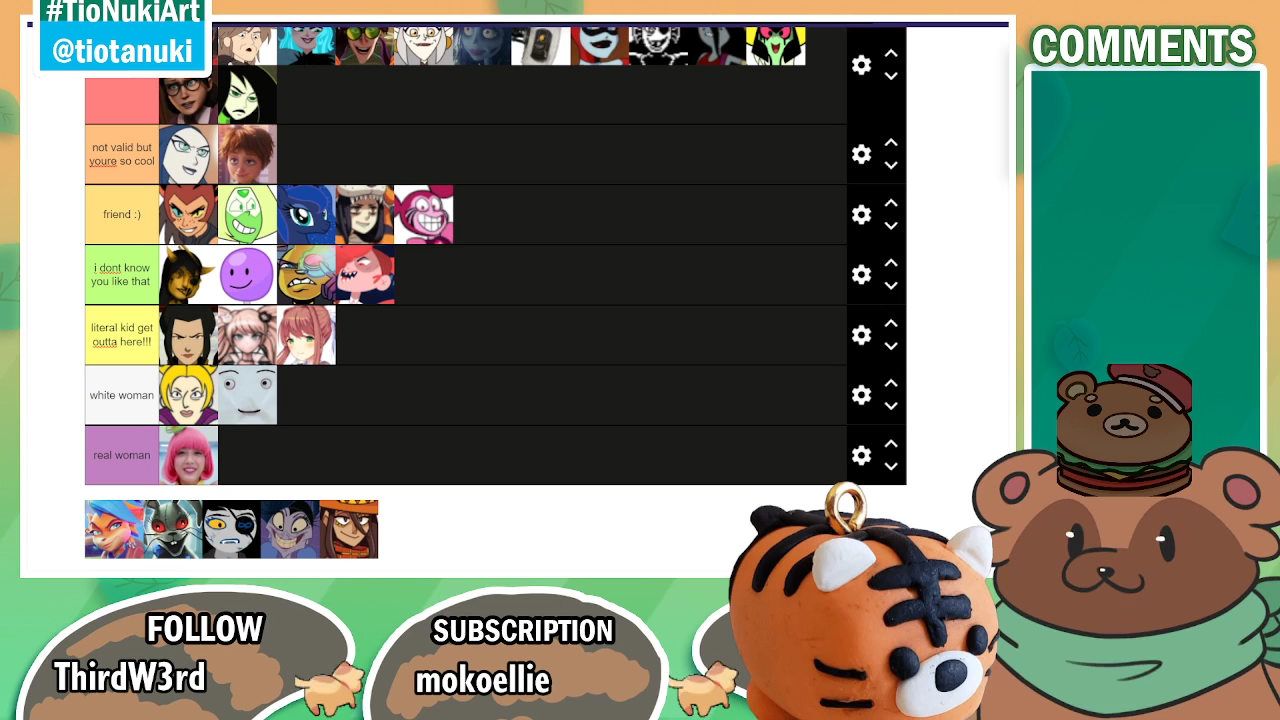 #TioNukiArt
@tiotanuki
COMMENTS
not valid but
youre so cool
friend :)
i dont know
you like that
literal kid get
outta here!!!
white woman
real woman
FOLLOW
ThirdW3rd
SUBSCRIPTION
mokoellie